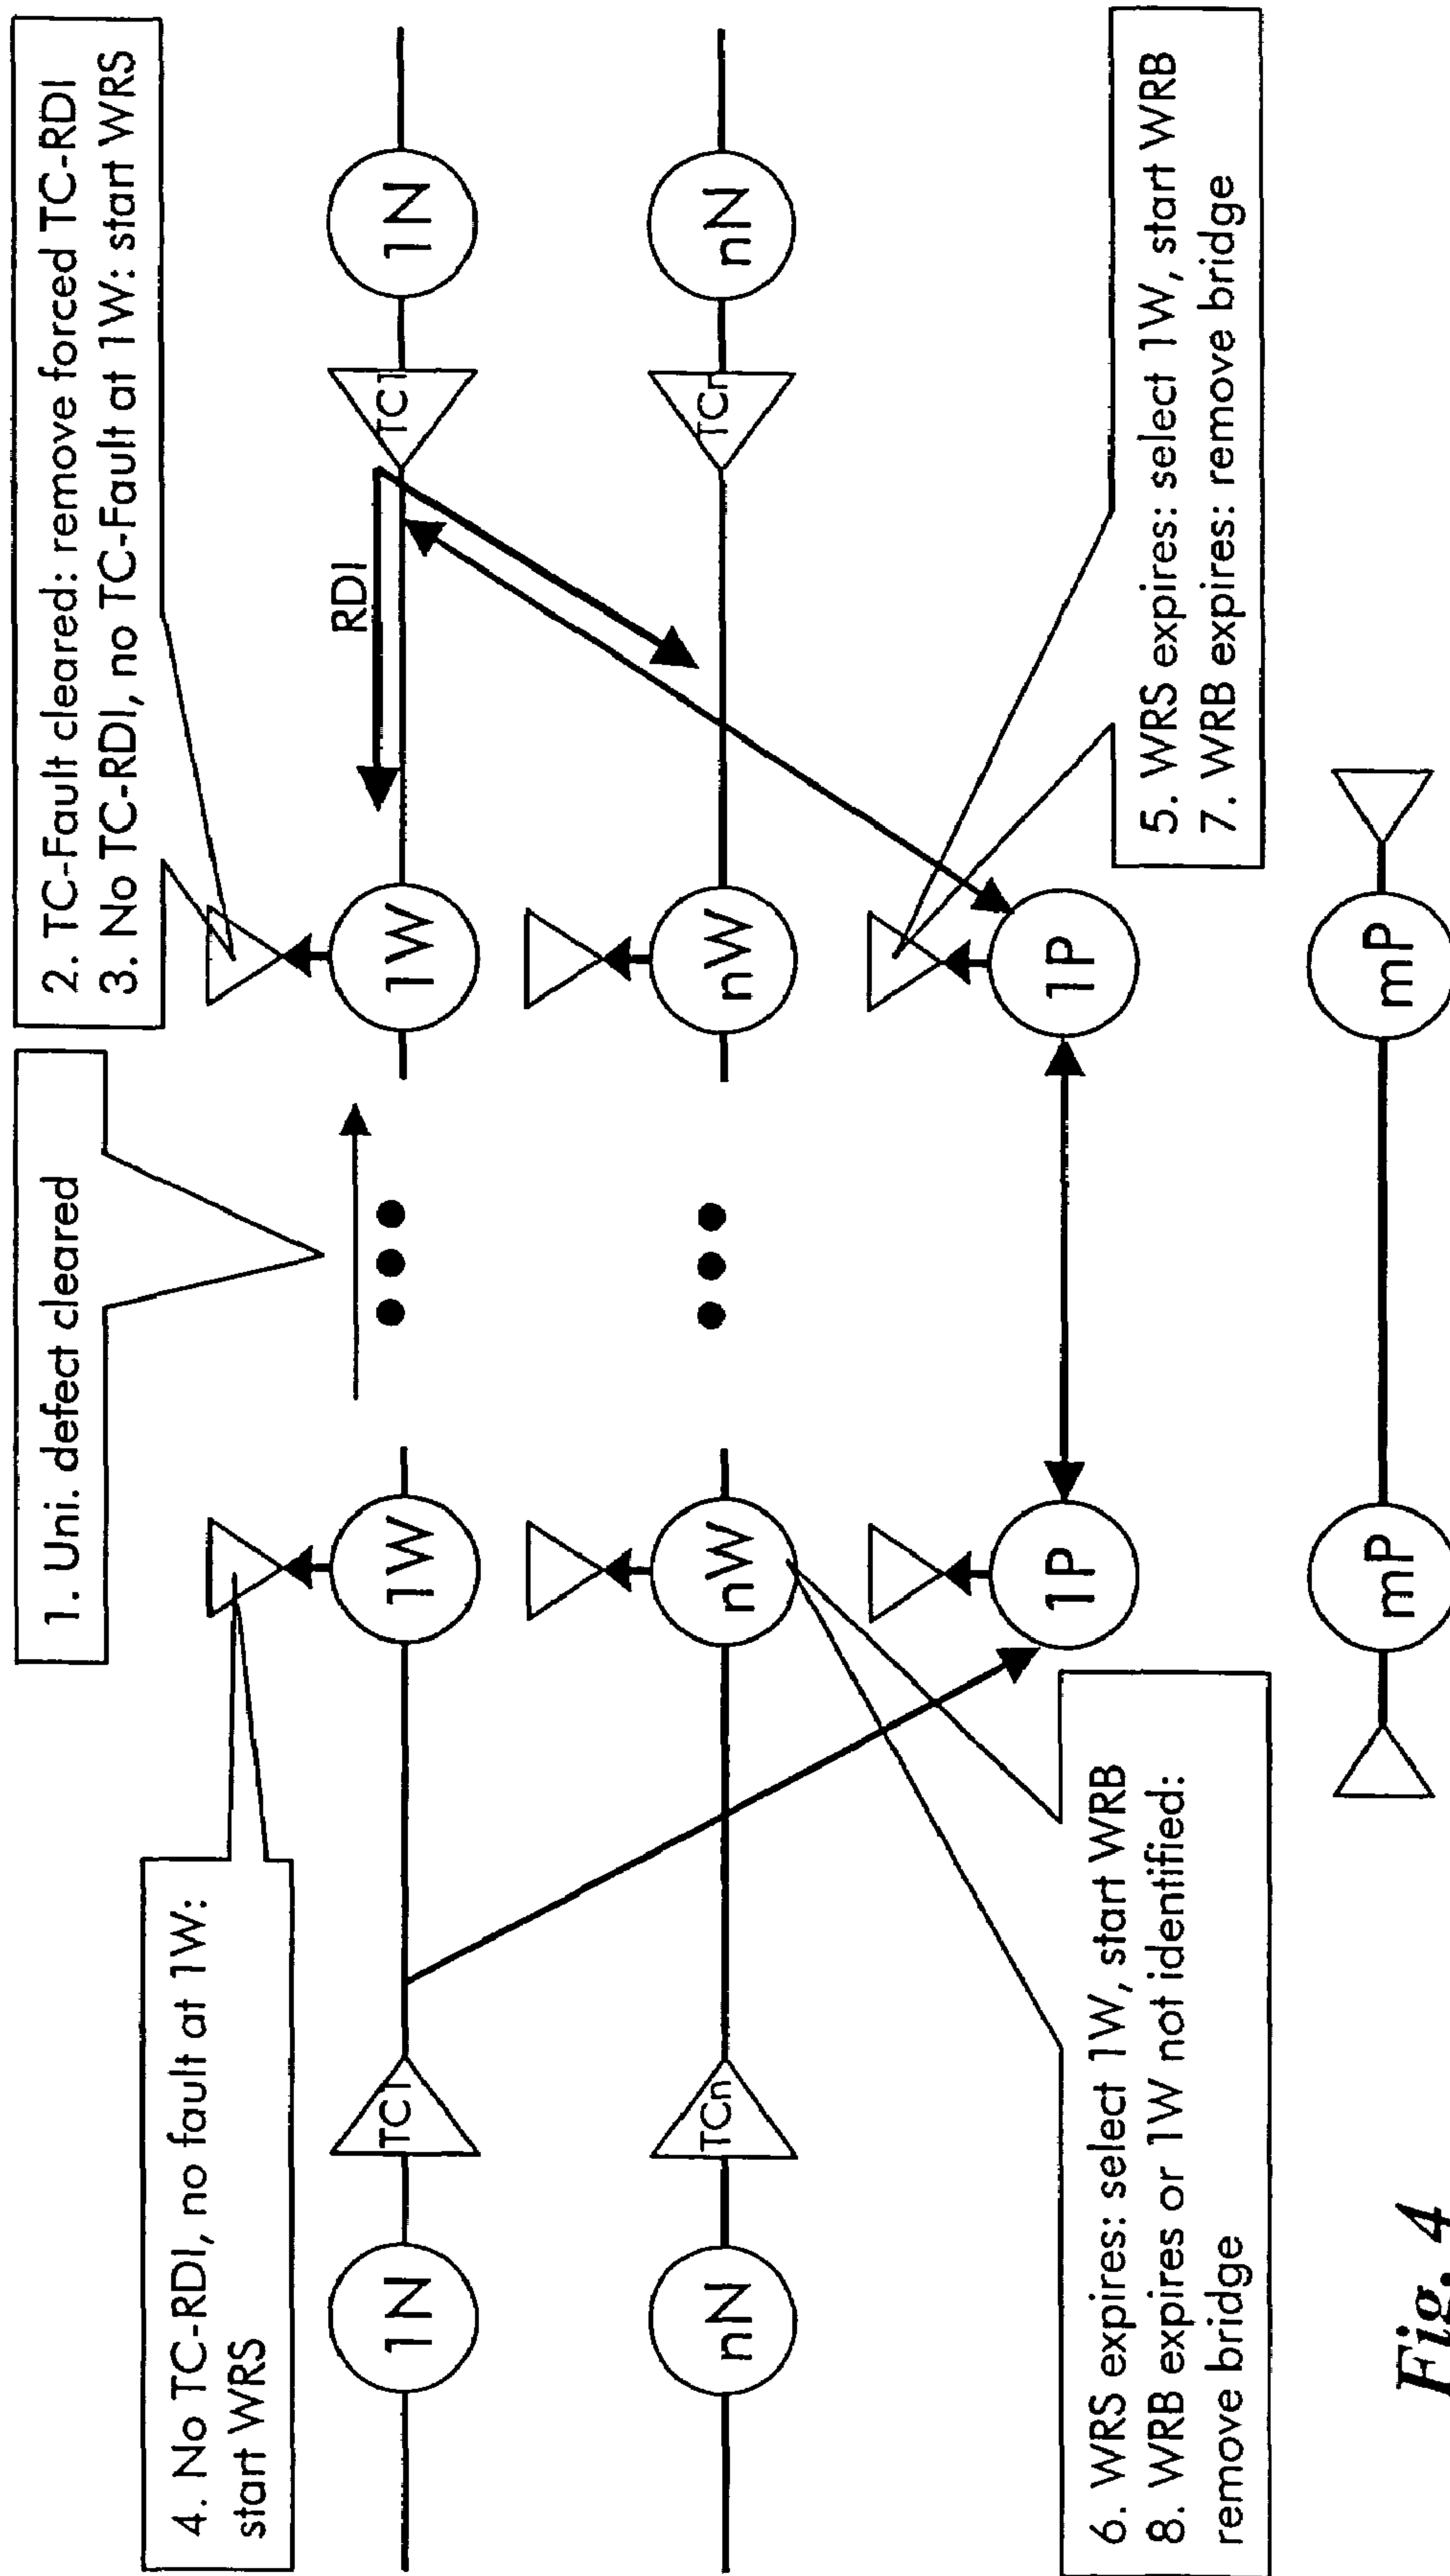 2. TC-Fault cleared: remove forced TC-RDI
3. No TC-RDI, no TC-Fault at 1W: start WRS
1. Uni. defect cleared
4. No TC-RDI, no fault at 1W:
start WRS
1N
TC1
1W
1W
RDI
TC1
1N
nN
TCn
nW
nW
TCn
nN
1P
1P
5. WRS expires: select 1W, start WRB
7. WRB expires: remove bridge
6. WRS expires: select 1W, start WRB
8. WRB expires or 1W not identified:
remove bridge
mP
mP
Fig. 4